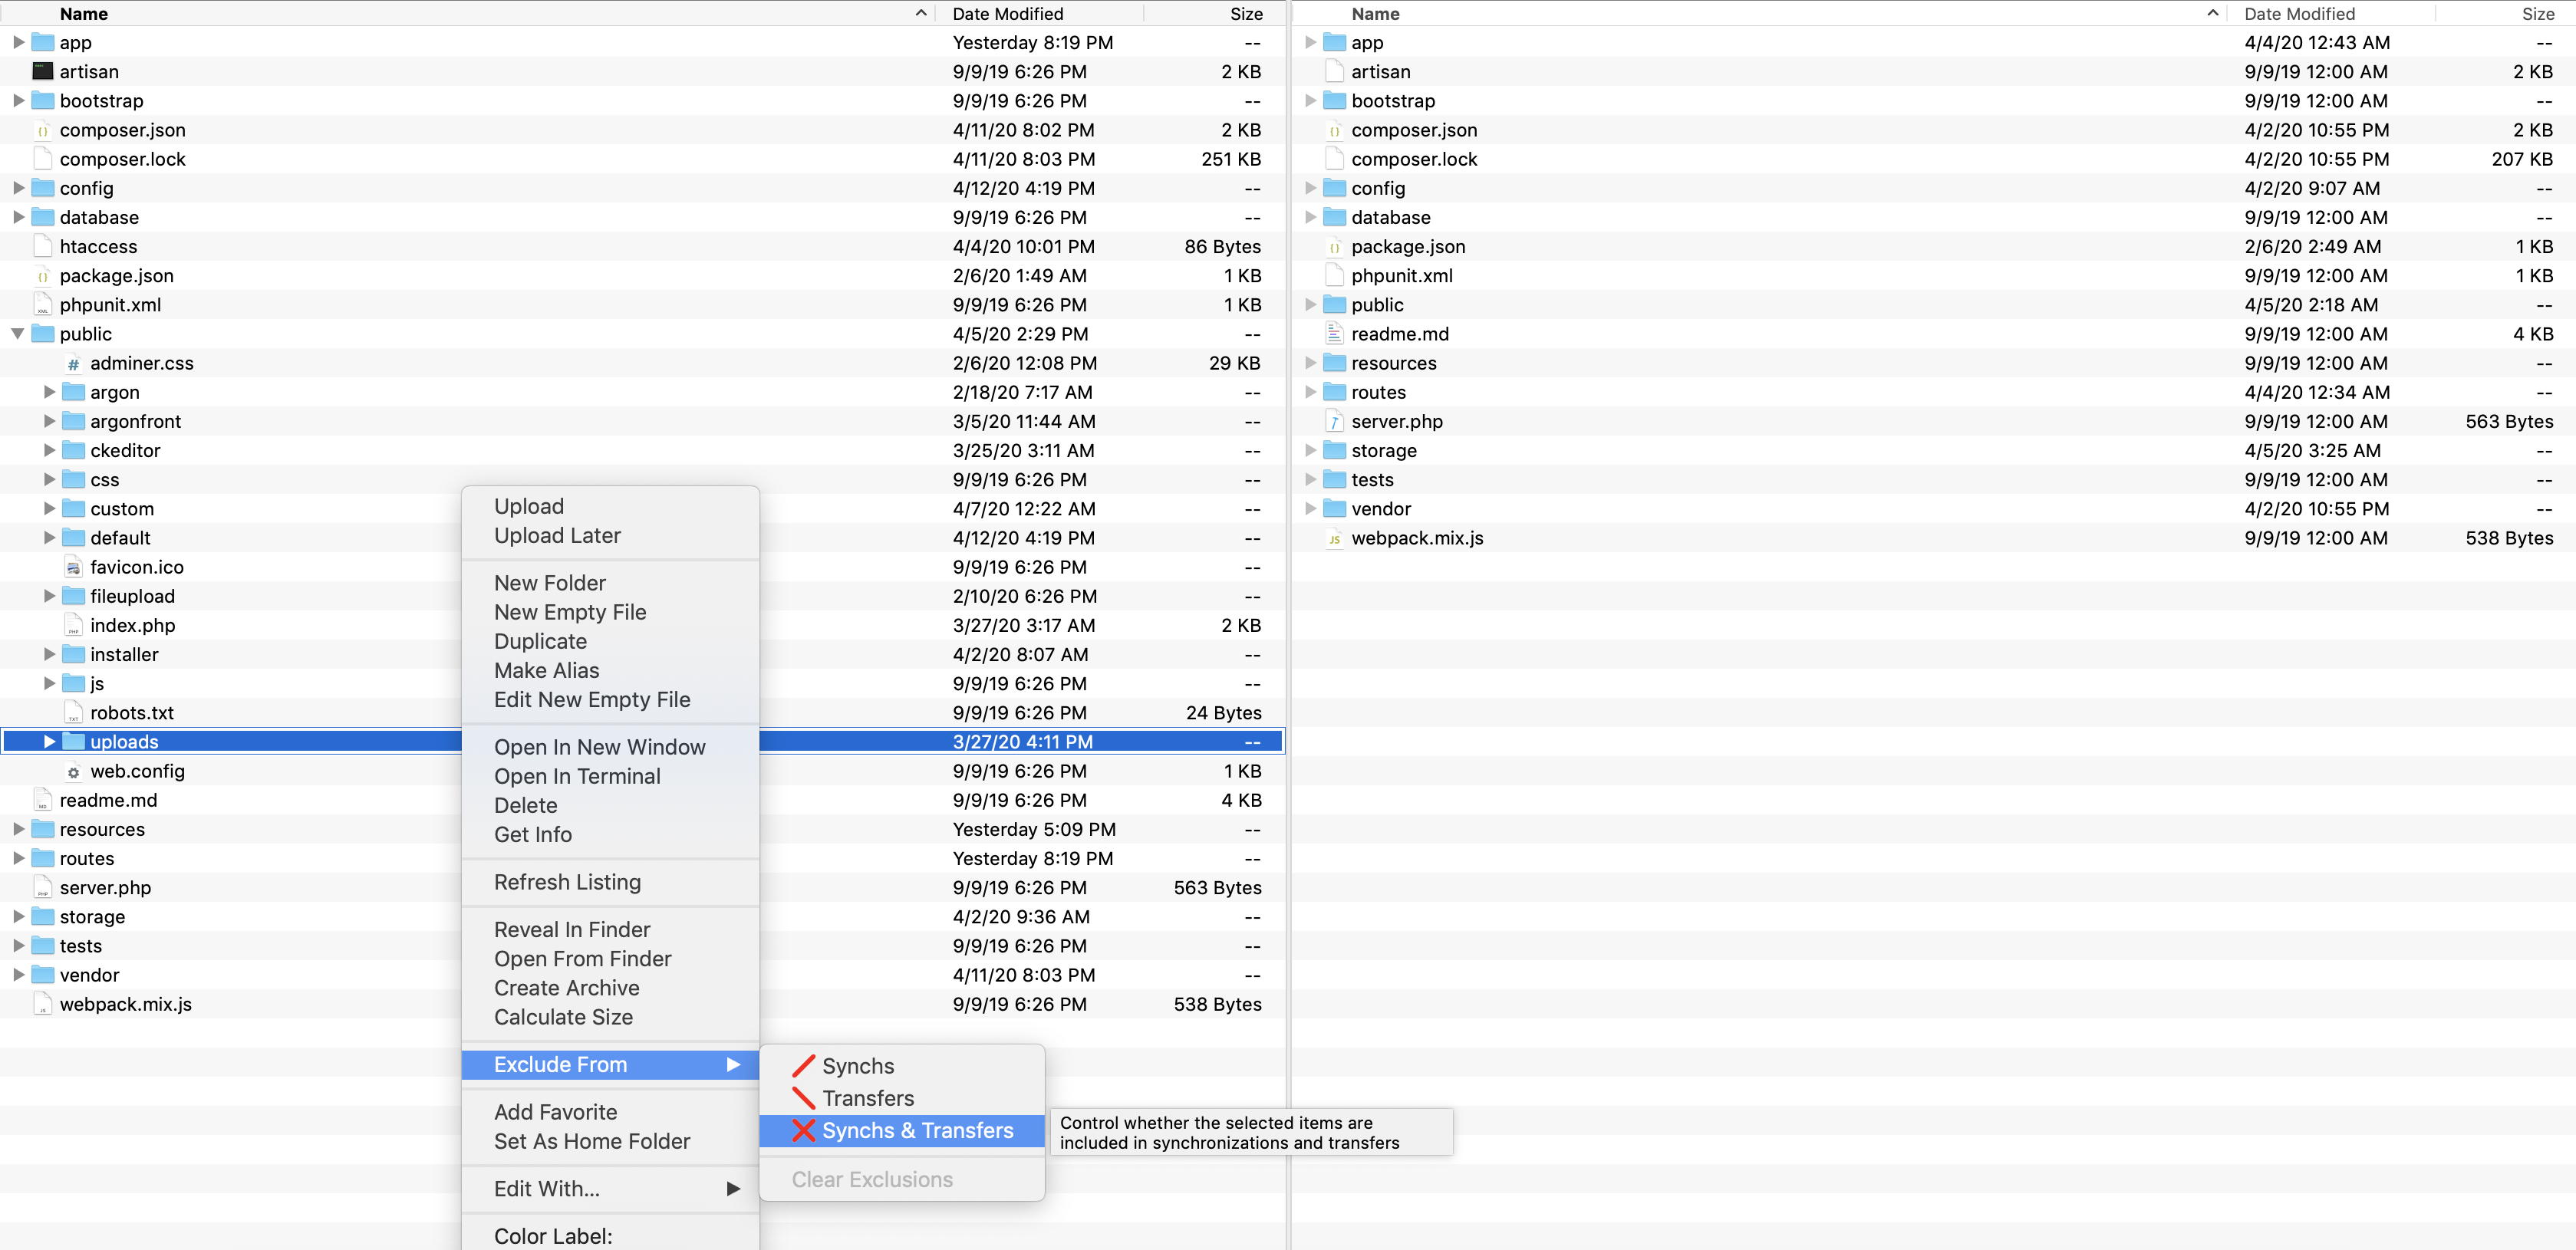 Name Date Modified Size
app Yesterday 8:19 PM --
artisan 9/9/19 6:26 PM 2 KB
bootstrap 9/9/19 6:26 PM --
composer.json 4/11/20 8:02 PM 2 KB
composer.lock 4/11/20 8:03 PM 251 KB
config 4/12/20 4:19 PM --
database 9/9/19 6:26 PM --
htaccess 4/4/20 10:01 PM 86 Bytes
package.json 2/6/20 1:49 AM 1 KB
phpunit.xml 9/9/19 6:26 PM 1 KB
public 4/5/20 2:29 PM --
adminer.css 2/6/20 12:08 PM 29 KB
argon 2/18/20 7:17 AM --
argonfront 3/5/20 11:44 AM --
ckeditor 3/25/20 3:11 AM --
css 9/9/19 6:26 PM --
custom 4/7/20 12:22 AM --
default 4/12/20 4:19 PM --
favicon.ico 9/9/19 6:26 PM --
fileupload 2/10/20 6:26 PM --
index.php 3/27/20 3:17 AM 2 KB
installer 4/2/20 8:07 AM --
js 9/9/19 6:26 PM --
robots.txt 9/9/19 6:26 PM 24 Bytes
uploads 3/27/20 4:11 PM --
web.config 9/9/19 6:26 PM 1 KB
readme.md 9/9/19 6:26 PM 4 KB
resources Yesterday 5:09 PM --
routes Yesterday 8:19 PM --
server.php 9/9/19 6:26 PM 563 Bytes
storage 4/2/20 9:36 AM --
tests 9/9/19 6:26 PM --
vendor 4/11/20 8:03 PM --
webpack.mix.js 9/9/19 6:26 PM 538 Bytes
Upload
Upload Later
New Folder
New Empty File
Duplicate
Make Alias
Edit New Empty File
Open In New Window
Open In Terminal
Delete
Get Info
Refresh Listing
Reveal In Finder
Open From Finder
Create Archive
Calculate Size
Exclude From
Add Favorite
Set As Home Folder
Edit With...
Color Label:
Synchs
Transfers
Synchs & Transfers
Clear Exclusions
Control whether the selected items are
included in synchronizations and transfers
Name Date Modified Size
app 4/4/20 12:43 AM --
artisan 9/9/19 12:00 AM 2 KB
bootstrap 9/9/19 12:00 AM --
composer.json 4/2/20 10:55 PM 2 KB
composer.lock 4/2/20 10:55 PM 207 KB
config 4/2/20 9:07 AM --
database 9/9/19 12:00 AM --
package.json 2/6/20 2:49 AM 1 KB
phpunit.xml 9/9/19 12:00 AM 1 KB
public 4/5/20 2:18 AM --
readme.md 9/9/19 12:00 AM 4 KB
resources 9/9/19 12:00 AM --
routes 4/4/20 12:34 AM --
server.php 9/9/19 12:00 AM 563 Bytes
storage 4/5/20 3:25 AM --
tests 9/9/19 12:00 AM --
vendor 4/2/20 10:55 PM --
webpack.mix.js 9/9/19 12:00 AM 538 Bytes